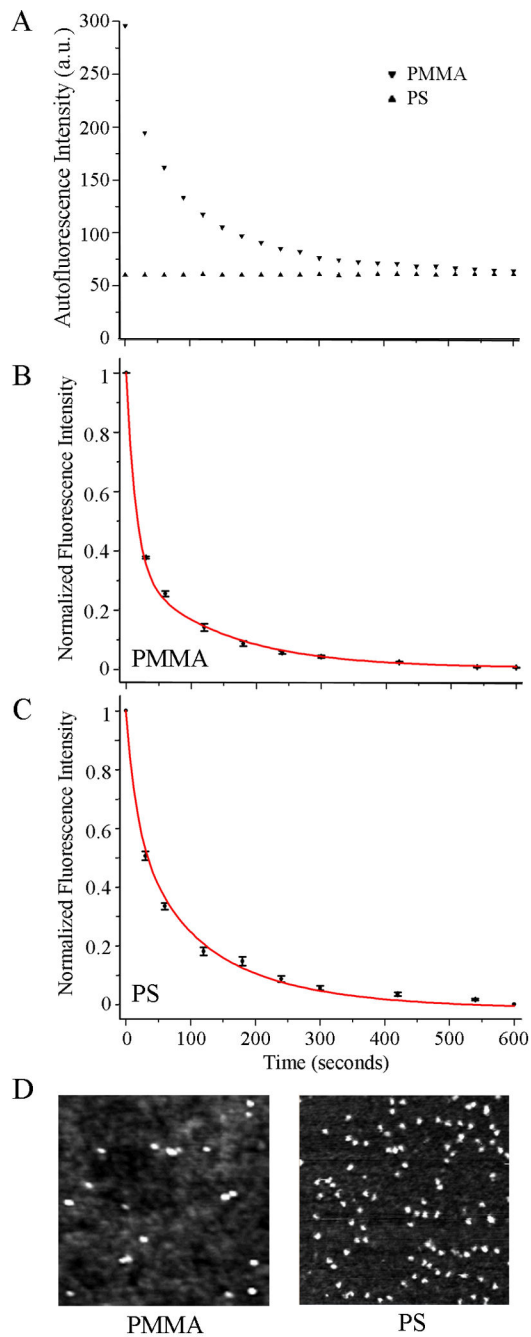 A
Autofluorescence Intensity (a.u.)
300
250
200
150
100
50
0
PMMA
PS
B
Normalized Fluorescence Intensity
1
0.8
0.6
0.4
0.2
0
PMMA
C
Normalized Fluorescence Intensity
1
0.8
0.6
0.4
0.2
0
PS
0 100 200 300 400 500 600
Time (seconds)
D
PMMA PS